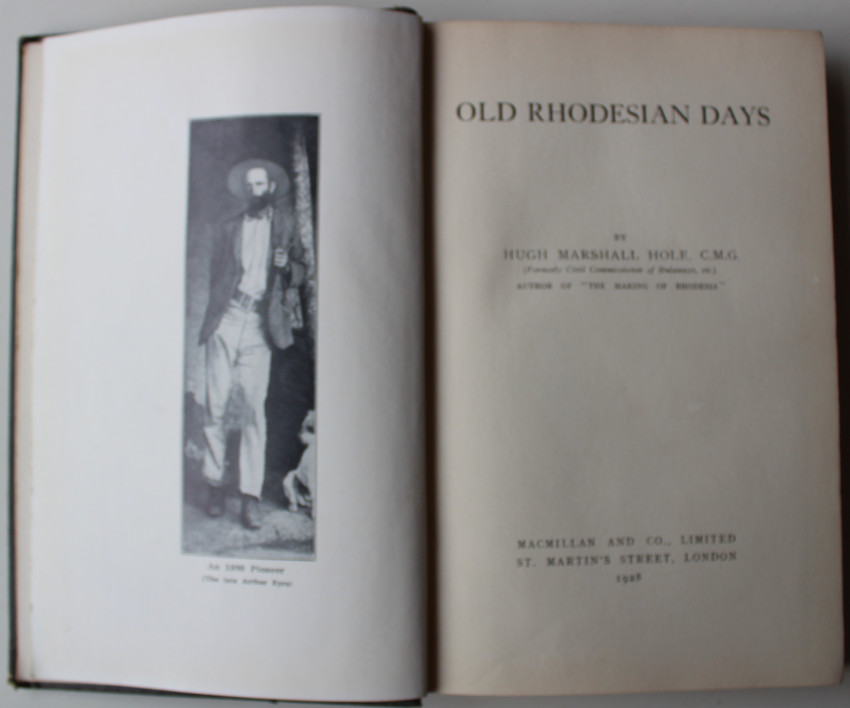 An 1890 Pioneer
(The late Arthur Eyre)
OLD RHODESIAN DAYS
BY
HUGH MARSHALL HOLE, C.M.G.
(Formerly Civil Commissioner of Bulawayo, etc.)
AUTHOR OF "THE MAKING OF RHODESIA"
MACMILLAN AND CO., LIMITED
ST. MARTIN'S STREET, LONDON
1928